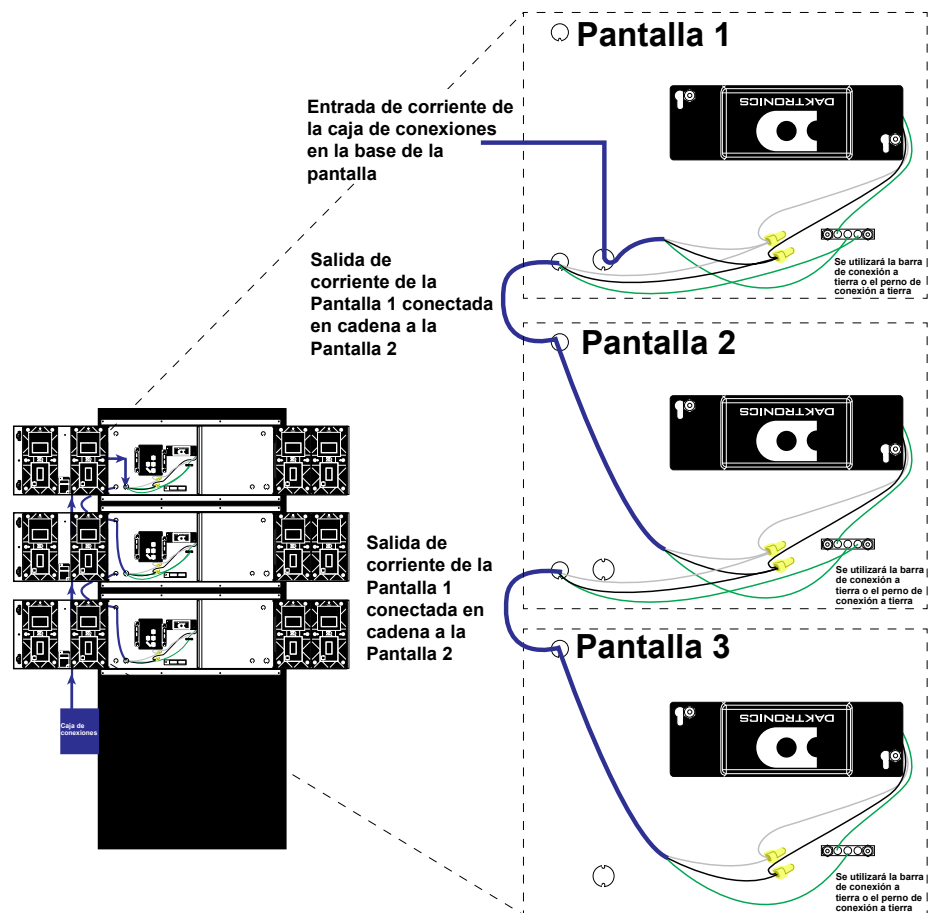 Pantalla 1
Entrada de corriente de
la caja de conexiones
en la base de la
pantalla
DAKTRONICS
Se utilizará la barra
de conexión a
tierra o el perno de
conexión a tierra
Salida de
corriente de la
Pantalla 1 conectada
en cadena a la
Pantalla 2
Pantalla 2
DAKTRONICS
Se utilizará la barra
de conexión a
tierra o el perno de
conexión a tierra
Salida de
corriente de la
Pantalla 1
conectada en
cadena a la
Pantalla 2
Pantalla 3
DAKTRONICS
Se utilizará la barra
de conexión a
tierra o el perno de
conexión a tierra
Caja de
conexiones